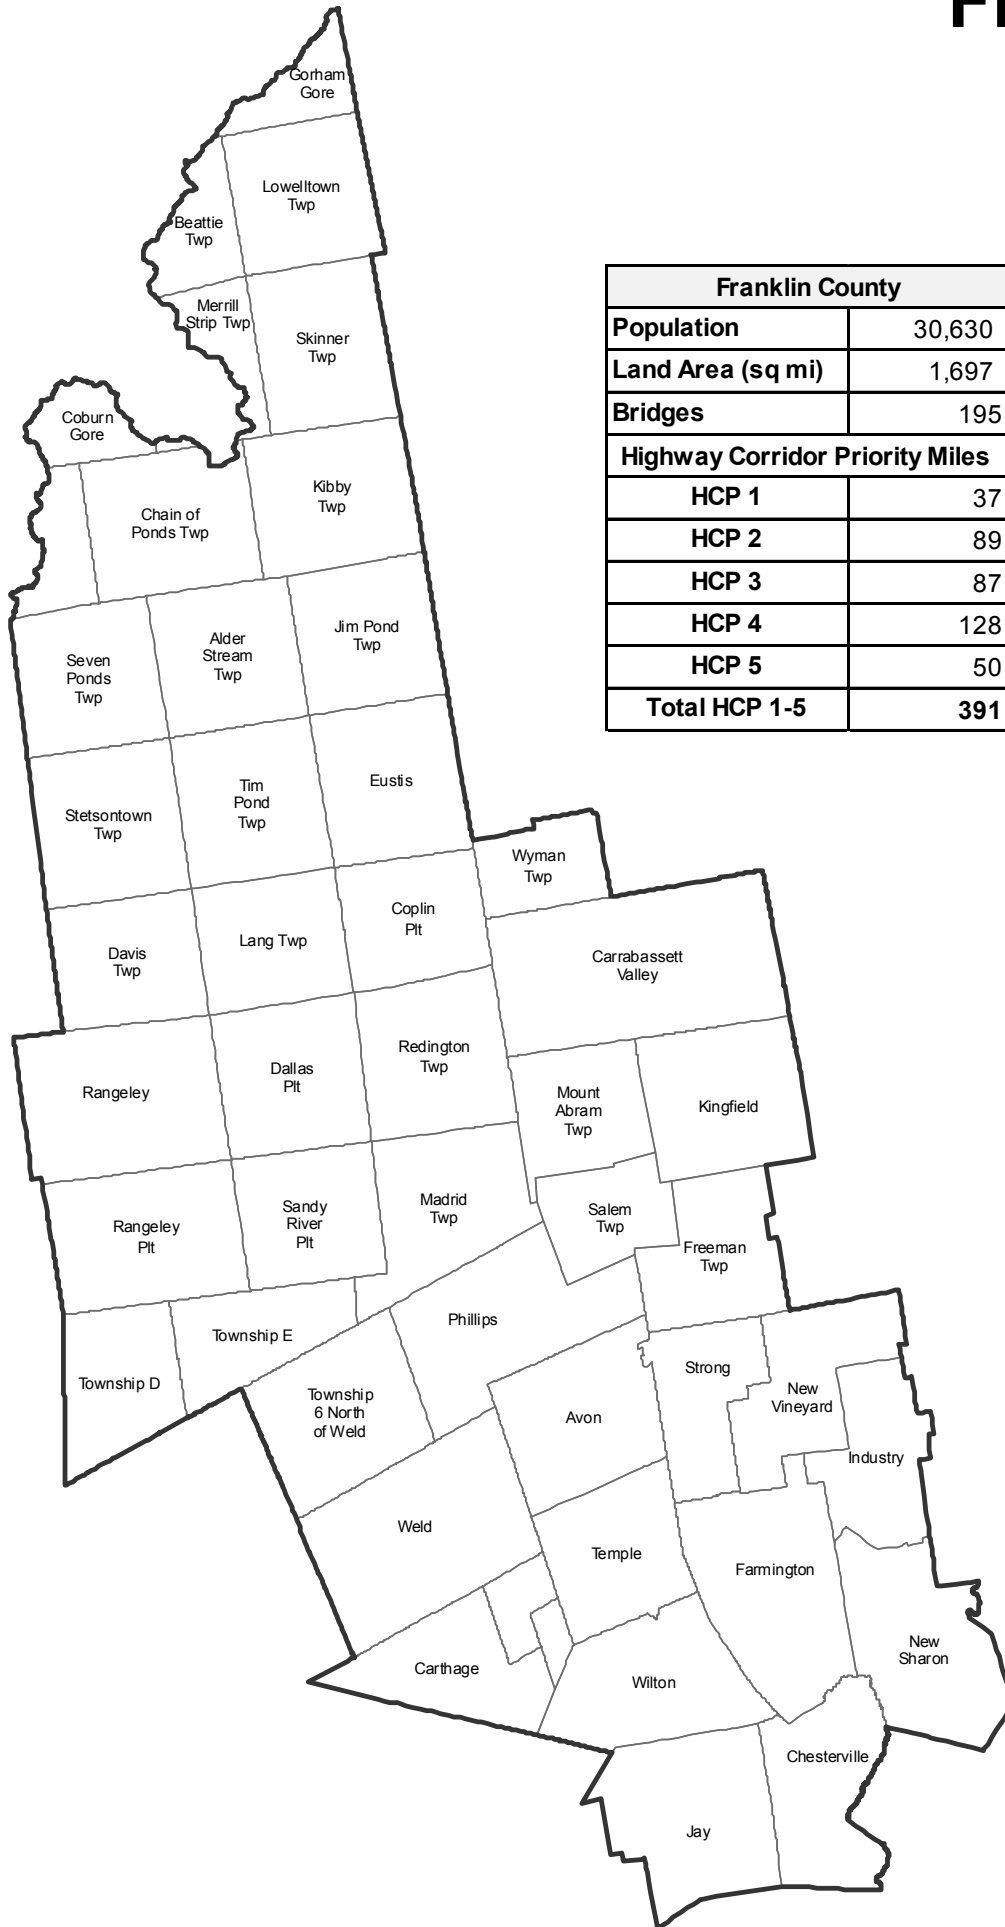 Gorham
Gore
Lowelltown
Twp
Beattie
Twp
Merrill
Strip Twp
Skinner
Twp
Franklin County
Population 30,630
Land Area (sq mi) 1,697
Bridges 195
Highway Corridor Priority Miles
HCP 1 37
HCP 2 89
HCP 3 87
HCP 4 128
HCP 5 50
Total HCP 1-5 391
Coburn
Gore
Kibby
Twp
Chain of
Ponds Twp
Jim Pond
Twp
Alder
Stream
Twp
Seven
Ponds
Twp
Eustis
Tim
Pond
Twp
Stetsontown
Twp
Wyman
Twp
Coplin
Plt
Lang Twp
Davis
Twp
Carrabassett
Valley
Redington
Twp
Dallas
Plt
Rangeley
Mount
Abram
Twp
Kingfield
Madrid
Twp
Sandy
River
Plt
Rangeley
Plt
Salem
Twp
Freeman
Twp
Phillips
Township E
Township D
Strong
New
Vineyard
Township
6 North
of Weld
Avon
Industry
Weld
Temple
Farmington
New
Sharon
Carthage
Wilton
Chesterville
Jay